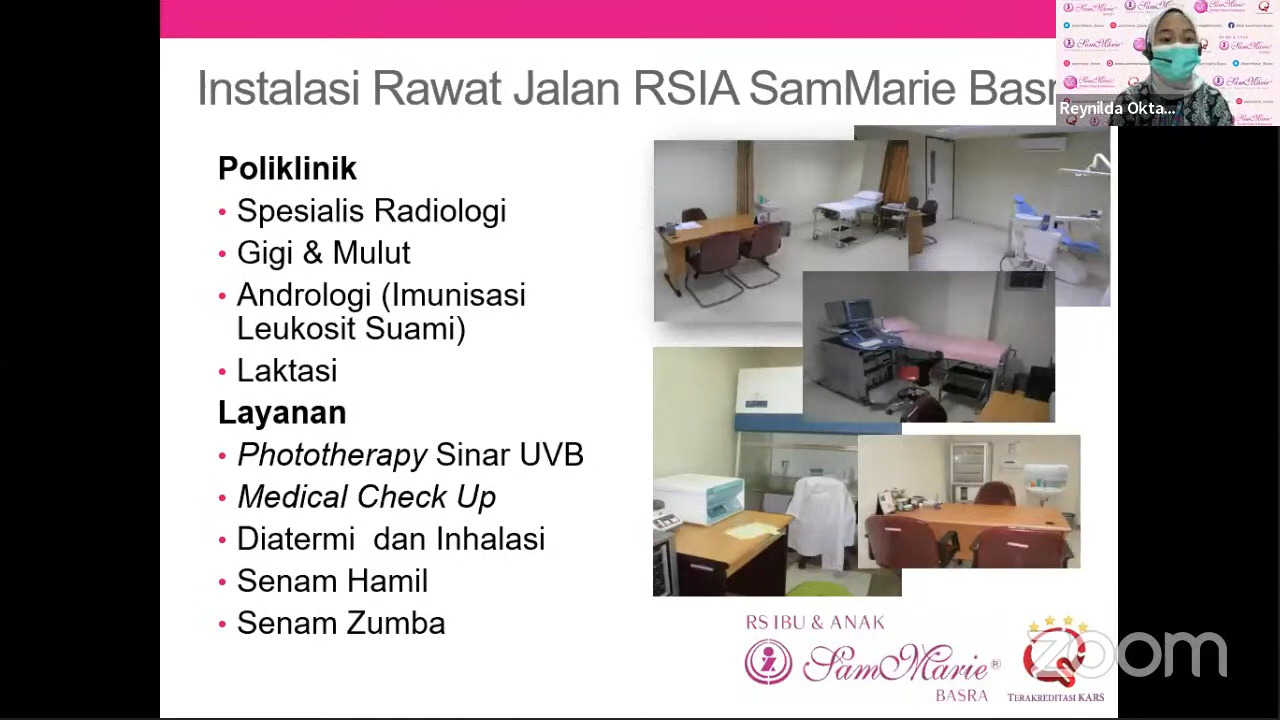 Instalasi Rawat Jalan RSIA SamMarie Basr
Reynilda Okta...
Poliklinik
• Spesialis Radiologi
• Gigi & Mulut
• Andrologi (Imunisasi
Leukosit Suami)
• Laktasi
Layanan
• Phototherapy Sinar UVB
• Medical Check Up
• Diatermi dan Inhalasi
• Senam Hamil
• Senam Zumba
RS IBU & ANAK
SamMarie®
BASRA
TERAKREDITASI KARS
zoom